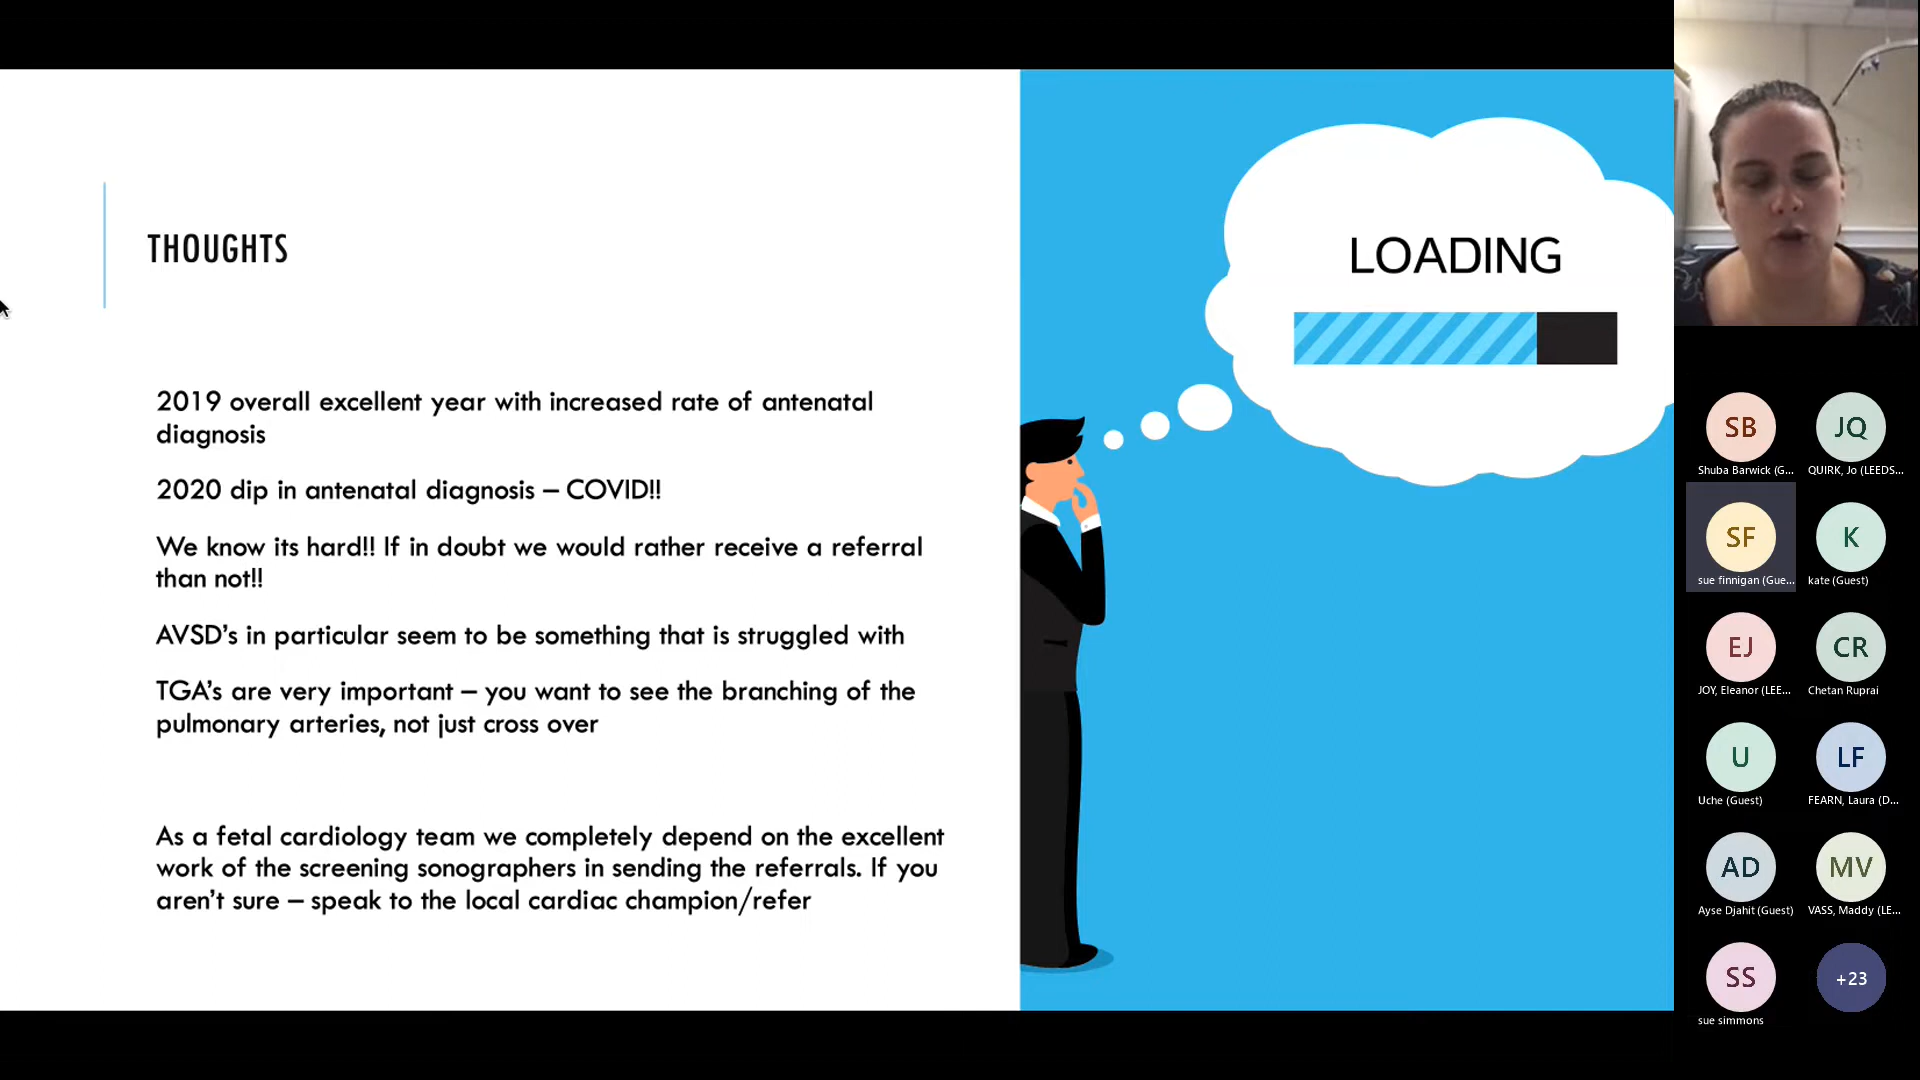 THOUGHTS
2019 overall excellent year with increased rate of antenatal
diagnosis
2020 dip in antenatal diagnosis – COVID!!
We know its hard!! If in doubt we would rather receive a referral
than not!!
AVSD’s in particular seem to be something that is struggled with
TGA’s are very important – you want to see the branching of the
pulmonary arteries, not just cross over
As a fetal cardiology team we completely depend on the excellent
work of the screening sonographers in sending the referrals. If you
aren’t sure – speak to the local cardiac champion/refer
LOADING
SB
JQ
Shuba Barwick (G...
QUIRK, Jo (LEEDS...
SF
K
sue finnigan (Gue...
kate (Guest)
EJ
CR
JOY, Eleanor (LEE...
Chetan Ruprai
U
LF
Uche (Guest)
FEARN, Laura (D...
AD
MV
Ayse Djahit (Guest)
VASS, Maddy (LE...
SS
+23
sue simmons